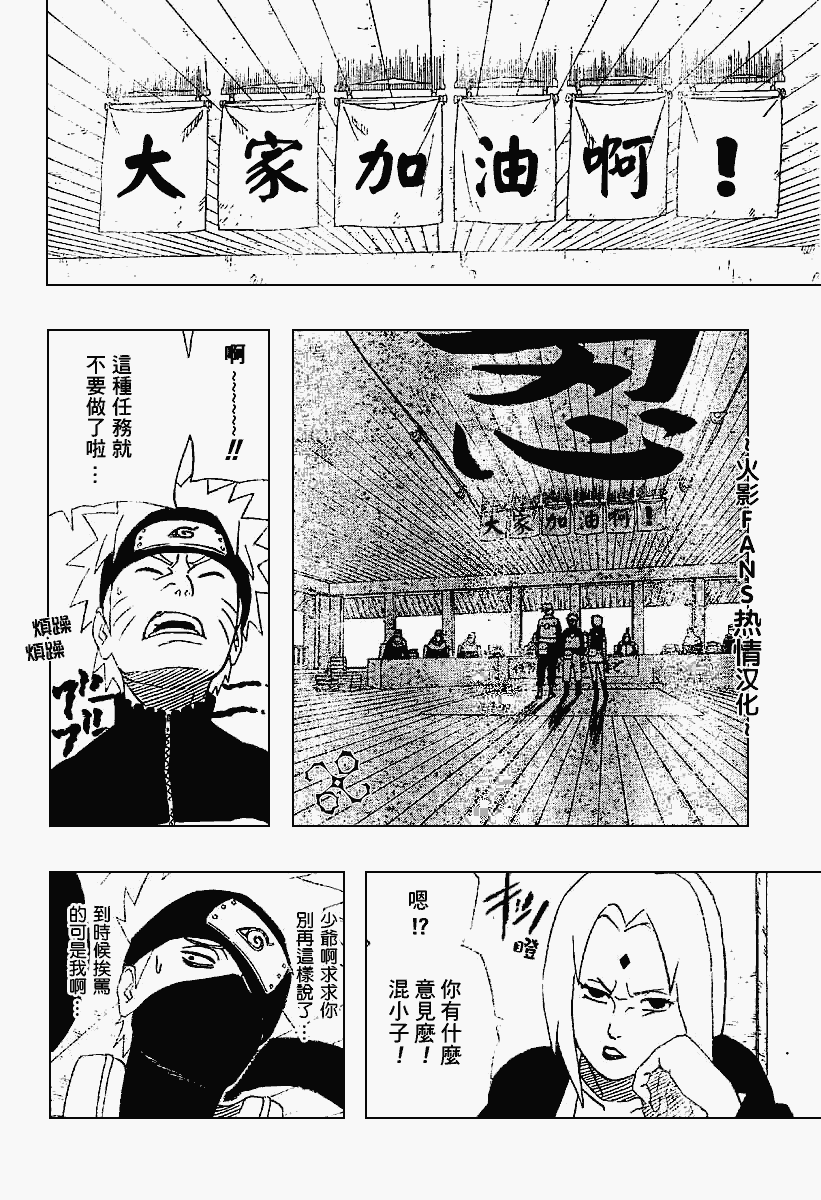 大家加油啊!
忍
大家加油啊!
~火影FANS热情汉化~
啊~~~~~!!
這種任務就
不要做了啦…
煩躁
煩躁
嗯!?
你有什麼
意見麼!
混小子!
瞪
少爺啊求求你
別再這樣說了…
到時候挨罵
的可是我啊…